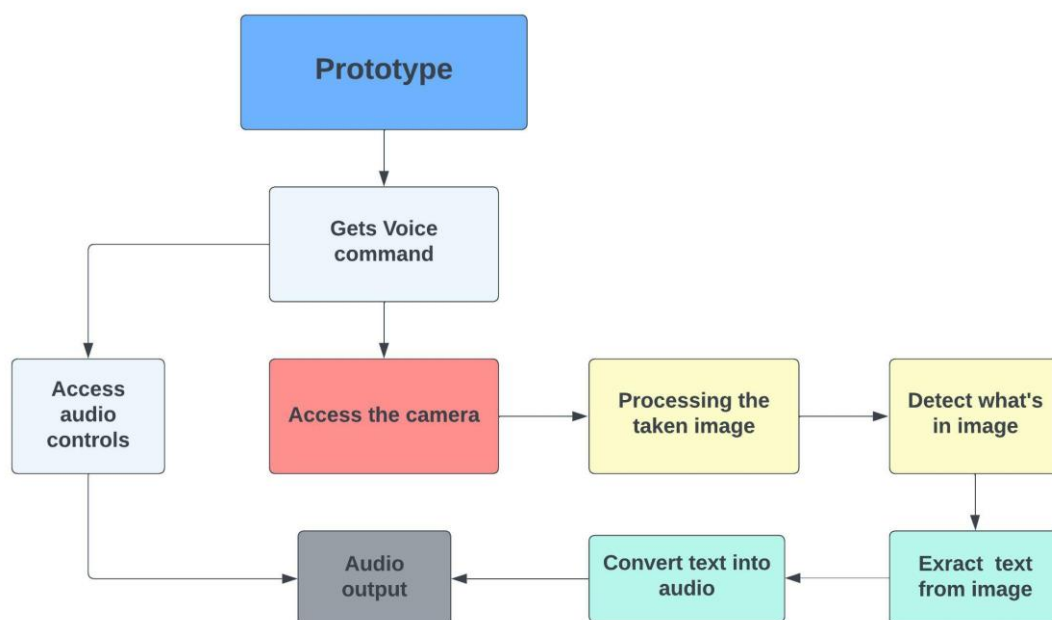 Prototype
Gets Voice
command
Access
audio
controls
Access the camera
Processing the
taken image
Detect what's
in image
Audio
output
Convert text into
audio
Exract text
from image